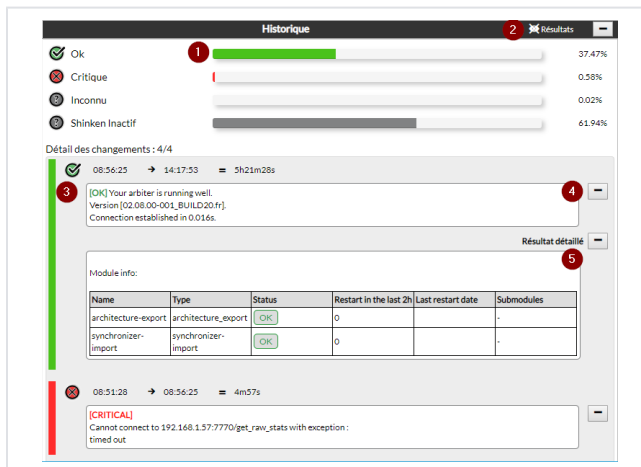 Historique
2
Résultats
Ok
1
37.47%
Critique
0.58%
Inconnu
0.02%
Shinken Inactif
61.94%
Détail des changements : 4/4
08:56:25 → 14:17:53 = 5h21m28s
3
[OK] Your arbiter is running well.
4
Version [02.08.00-001_BUILD20.fr].
Connection established in 0.016s.
Résultat détaillé
5
Module info:
Name Type Status Restart in the last 2h Last restart date Submodules
architecture-export architecture_export OK 0 -
synchronizer-import synchronizer-import OK 0 -
08:51:28 → 08:56:25 = 4m57s
[CRITICAL]
Cannot connect to 192.168.1.57:7770/get_raw_stats with exception :
timed out